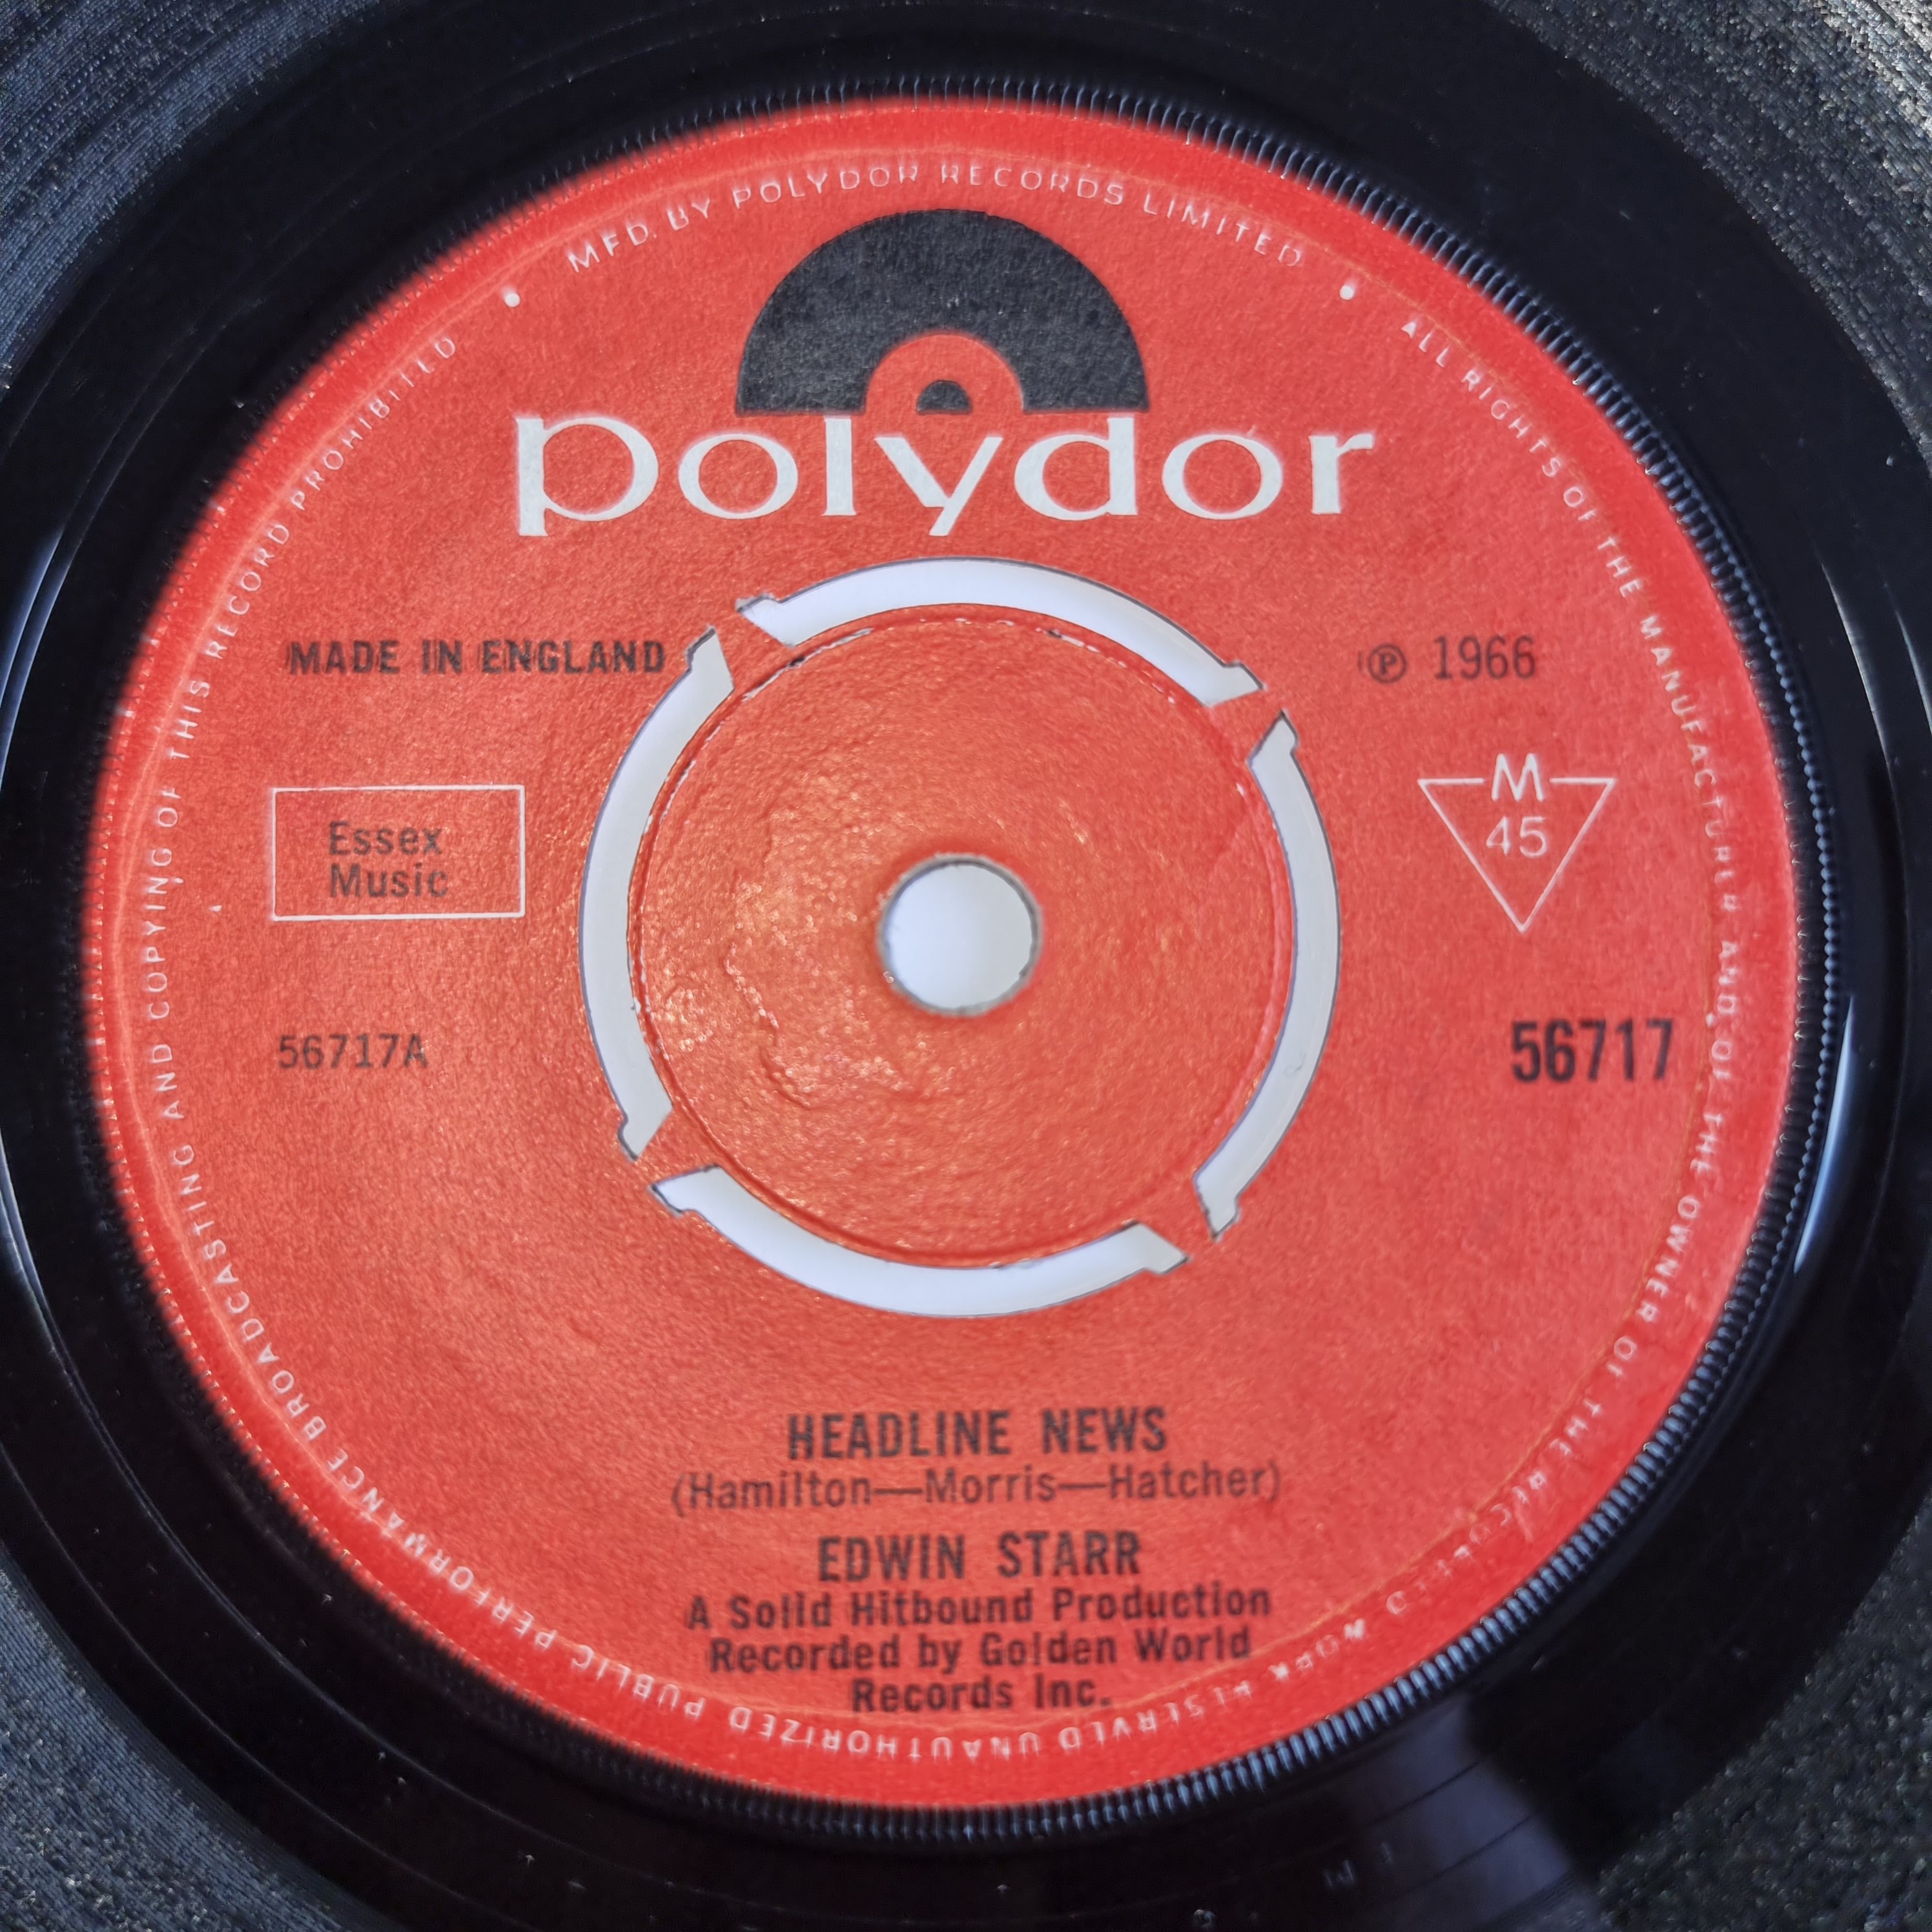 MFD. BY POLYDOR RECORDS LIMITED • ALL RIGHTS OF THE MANUFACTURER AND OF THE OWNER OF THE RECORDED WORK RESERVED UNAUTHORIZED PUBLIC PERFORMANCE BROADCASTING AND COPYING OF THIS RECORD PROHIBITED •
polydor
MADE IN ENGLAND
℗ 1966
Essex
Music
M
45
56717A
56717
HEADLINE NEWS
(Hamilton—Morris—Hatcher)
EDWIN STARR
A Solid Hitbound Production
Recorded by Golden World
Records Inc.